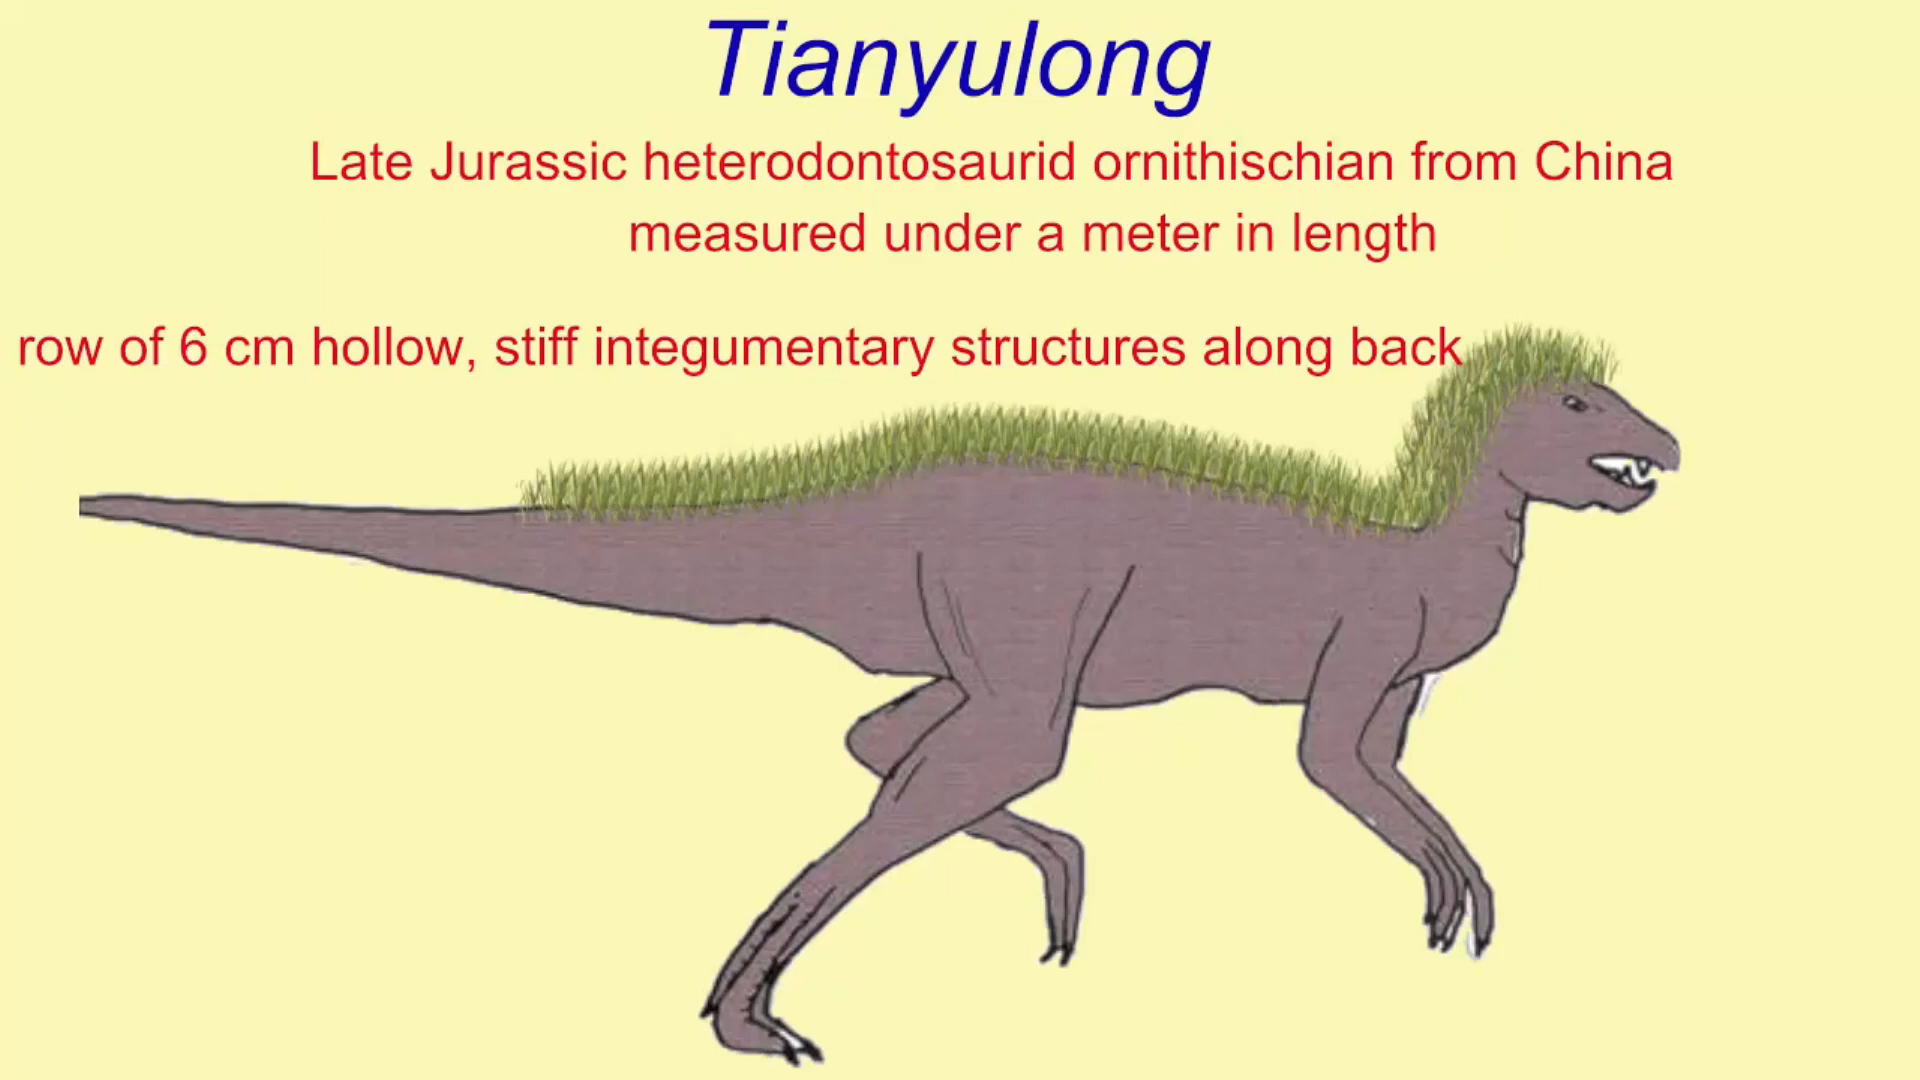 Tianyulong
Late Jurassic heterodontosaurid ornithischian from China
measured under a meter in length
row of 6 cm hollow, stiff integumentary structures along back